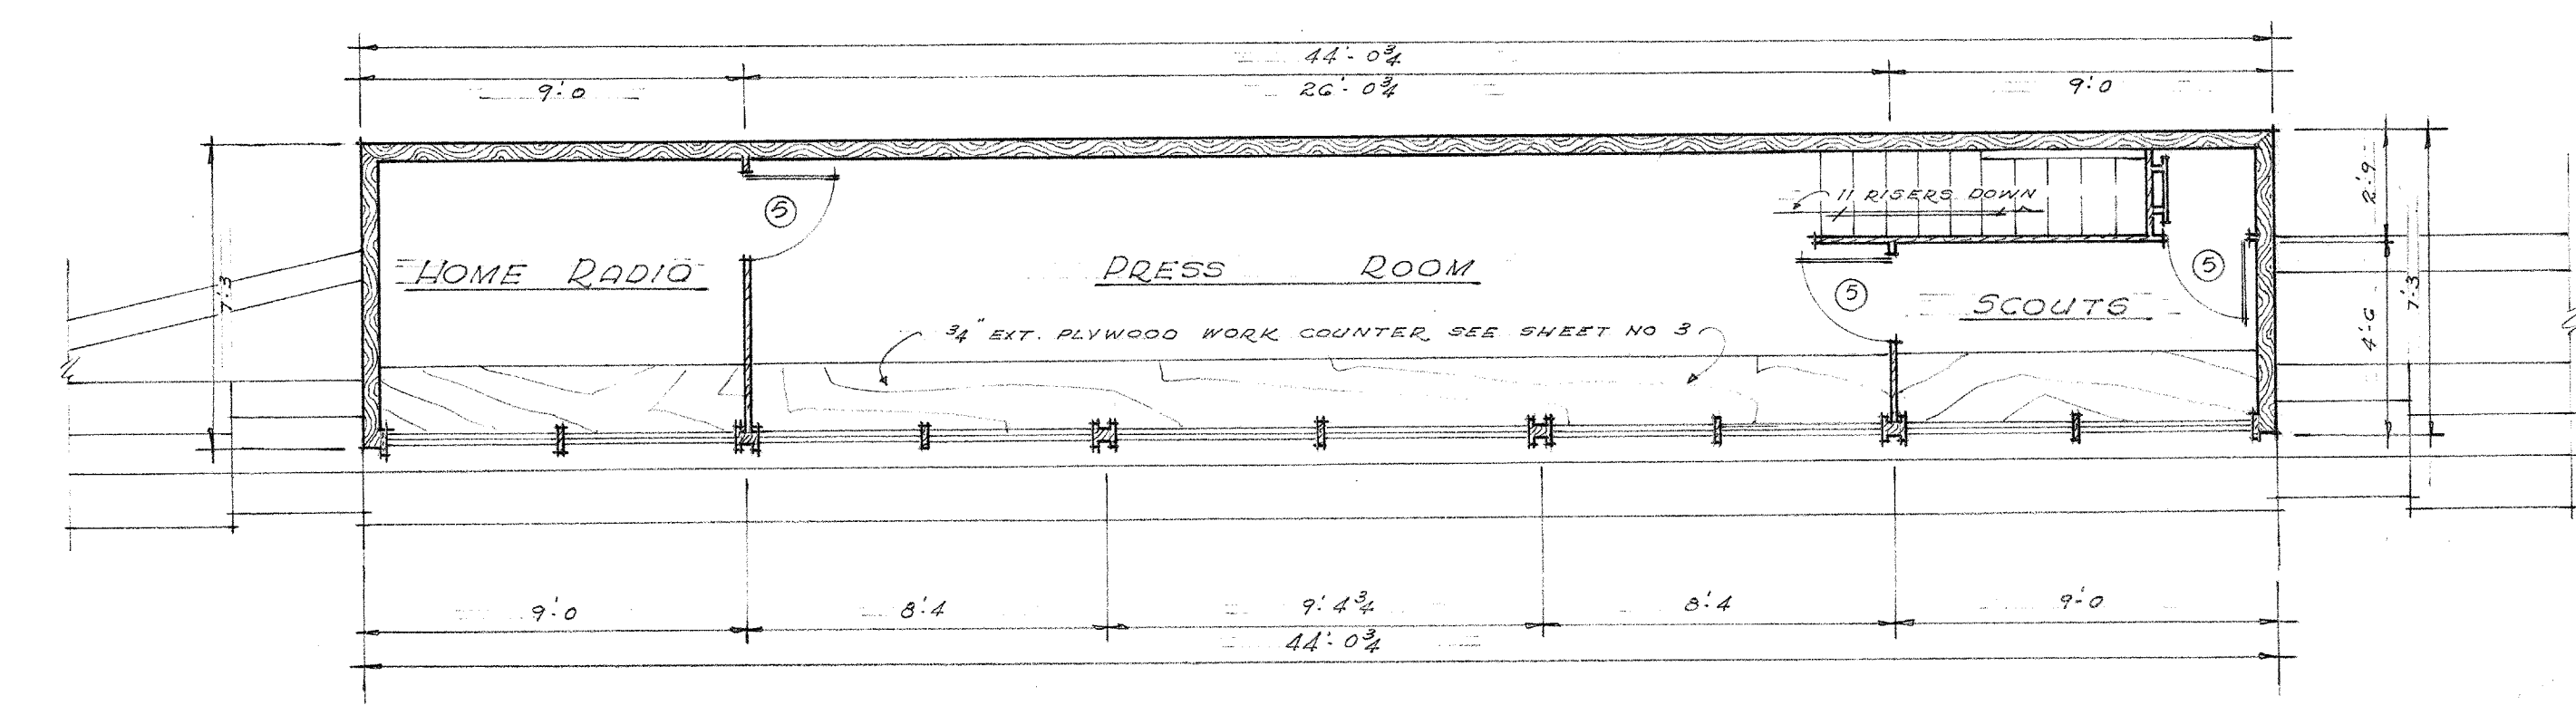 44'-0¾
9'-0 26'-0¾ 9'-0
2'-9
11 RISERS DOWN
5
5
5
7'-3
HOME RADIO
PRESS ROOM
SCOUTS
7'-3
4'-6
¾" EXT. PLYWOOD WORK COUNTER SEE SHEET NO 3
9'-0 8'-4 9'-4¾ 8'-4 9'-0
44'-0¾